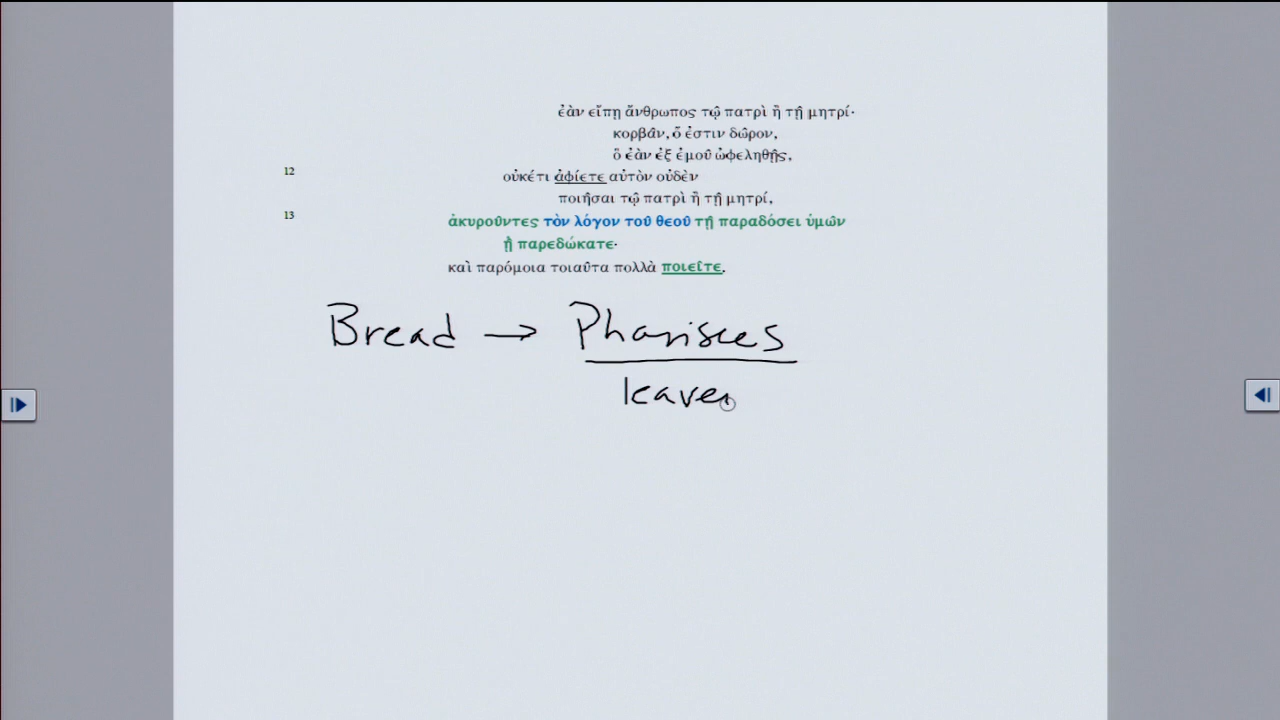 ἐὰν εἴπῃ ἄνθρωπος τῷ πατρὶ ἢ τῇ μητρί·
κορβᾶν, ὅ ἐστιν δῶρον,
ὃ ἐὰν ἐξ ἐμοῦ ὠφεληθῇς,
12 οὐκέτι ἀφίετε αὐτὸν οὐδὲν
ποιῆσαι τῷ πατρὶ ἢ τῇ μητρί,
13 ἀκυροῦντες τὸν λόγον τοῦ θεοῦ τῇ παραδόσει ὑμῶν
ᾗ παρεδώκατε·
καὶ παρόμοια τοιαῦτα πολλὰ ποιεῖτε.
Bread → Pharisees
leaven